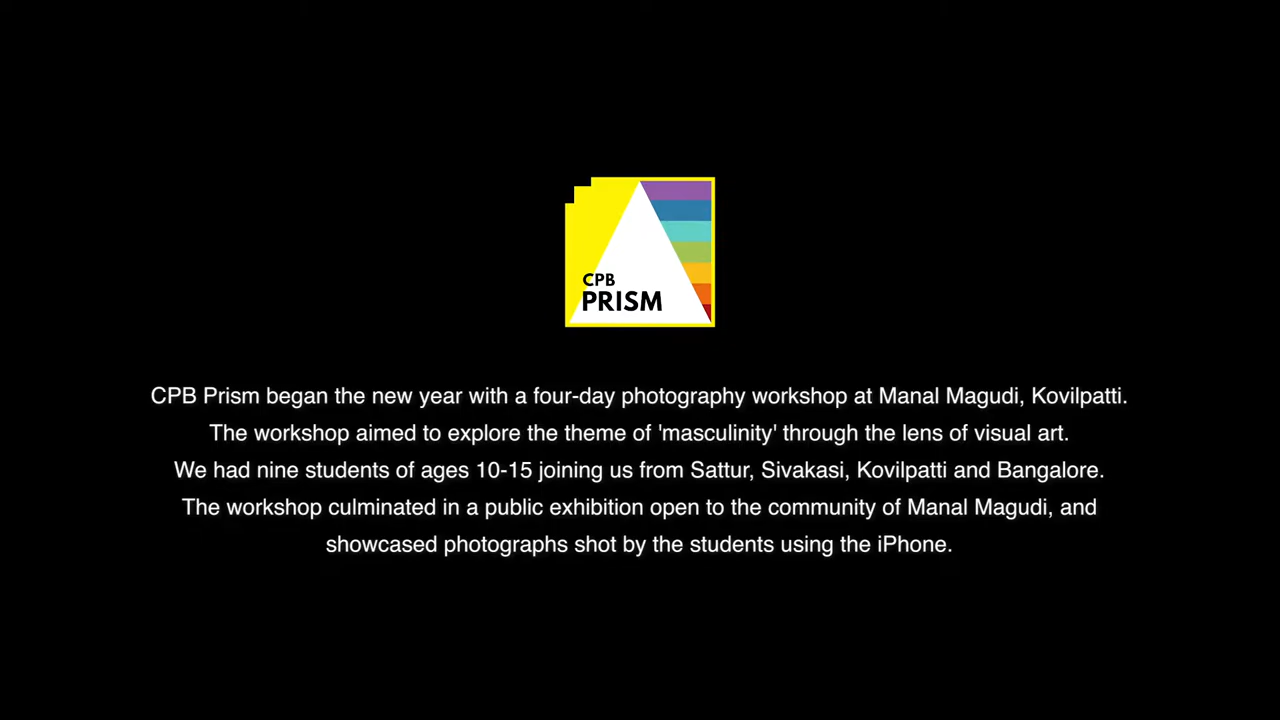 CPB
PRISM
CPB Prism began the new year with a four-day photography workshop at Manal Magudi, Kovilpatti.
The workshop aimed to explore the theme of 'masculinity' through the lens of visual art.
We had nine students of ages 10-15 joining us from Sattur, Sivakasi, Kovilpatti and Bangalore.
The workshop culminated in a public exhibition open to the community of Manal Magudi, and
showcased photographs shot by the students using the iPhone.